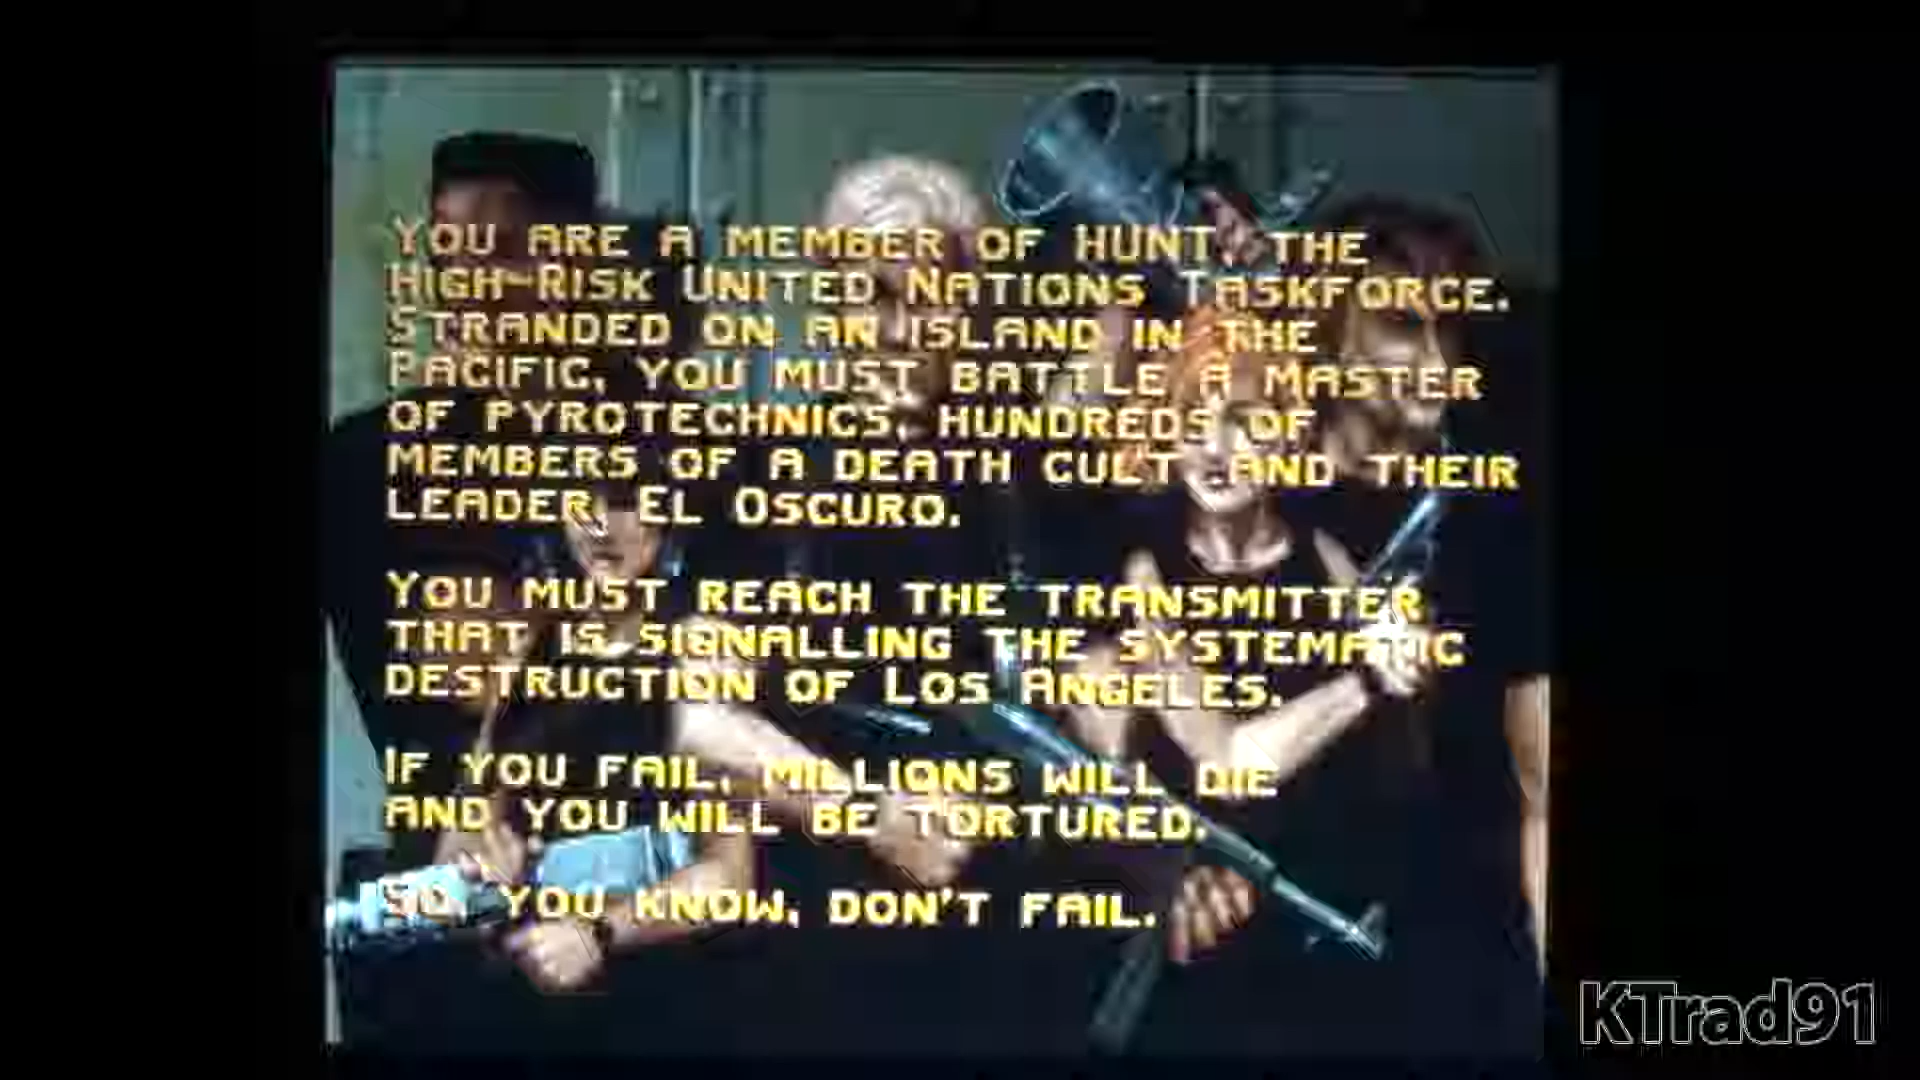 YOU ARE A MEMBER OF HUNT, THE
HIGH-RISK UNITED NATIONS TASKFORCE.
STRANDED ON AN ISLAND IN THE
PACIFIC, YOU MUST BATTLE A MASTER
OF PYROTECHNICS, HUNDREDS OF
MEMBERS OF A DEATH CULT AND THEIR
LEADER, EL OSCURO.
YOU MUST REACH THE TRANSMITTER
THAT IS SIGNALLING THE SYSTEMATIC
DESTRUCTION OF LOS ANGELES.
IF YOU FAIL, MILLIONS WILL DIE
AND YOU WILL BE TORTURED.
SO, YOU KNOW, DON'T FAIL.
KTrad91